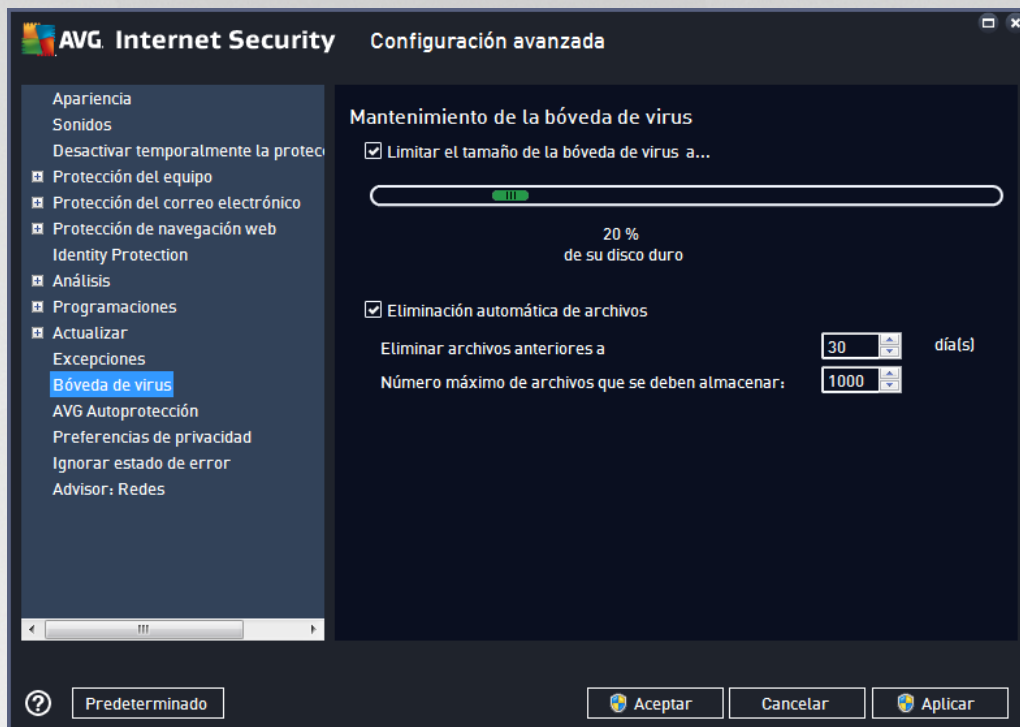 AVG. Internet Security Configuración avanzada
Apariencia
Sonidos
Desactivar temporalmente la protec
Protección del equipo
Protección del correo electrónico
Protección de navegación web
Identity Protection
Análisis
Programaciones
Actualizar
Excepciones
Bóveda de virus
AVG Autoprotección
Preferencias de privacidad
Ignorar estado de error
Advisor: Redes
Mantenimiento de la bóveda de virus
Limitar el tamaño de la bóveda de virus a...
20 %
de su disco duro
Eliminación automática de archivos
Eliminar archivos anteriores a 30 día(s)
Número máximo de archivos que se deben almacenar: 1000
? Predeterminado Aceptar Cancelar Aplicar